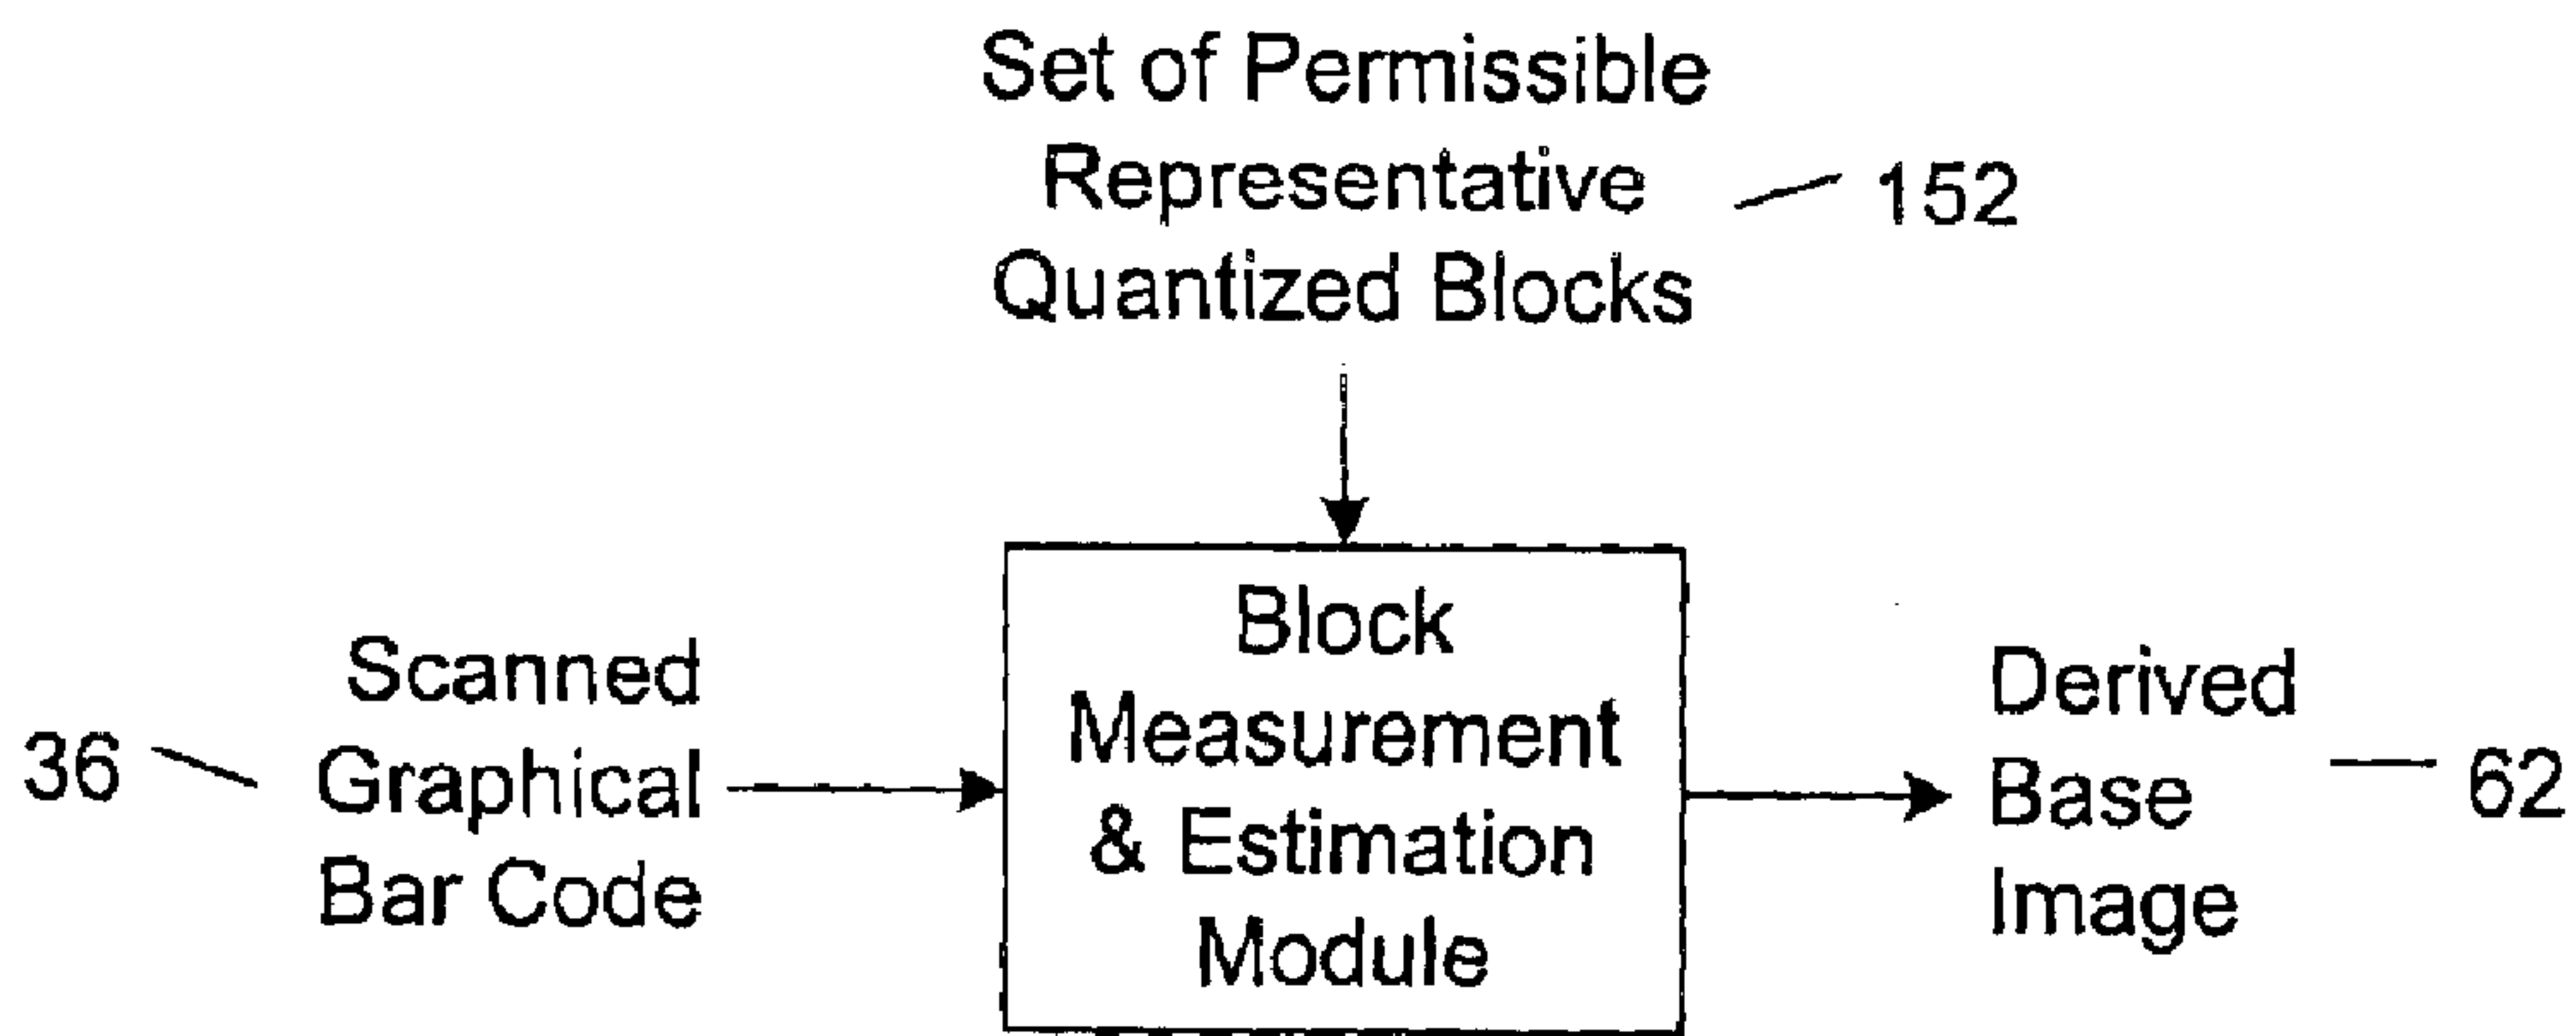 Set of Permissible
Representative
Quantized Blocks
152
Block
Measurement
& Estimation
Module
36
Scanned
Graphical
Bar Code
Derived
Base
Image
62